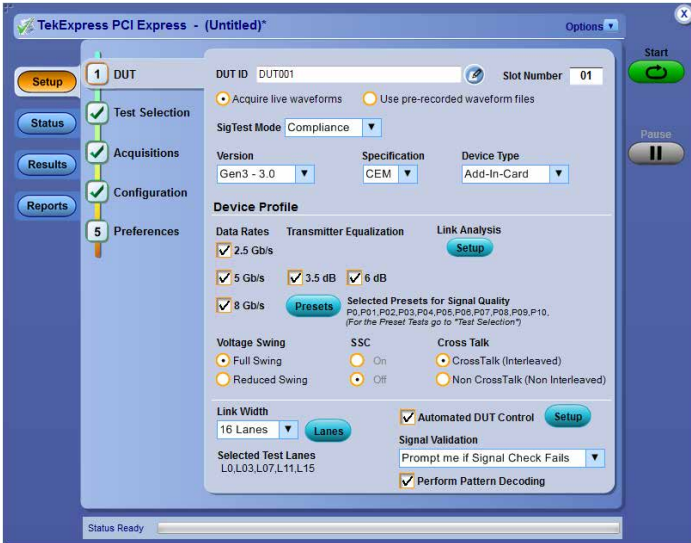 TekExpress PCI Express - (Untitled)*
Options
X
Start
Pause
Setup
Status
Results
Reports
1 DUT
Test Selection
Acquisitions
Configuration
5 Preferences
DUT ID DUT001 Slot Number 01
Acquire live waveforms Use pre-recorded waveform files
SigTest Mode Compliance
Version Specification Device Type
Gen3 - 3.0 CEM Add-In-Card
Device Profile
Data Rates Transmitter Equalization Link Analysis
2.5 Gb/s Setup
5 Gb/s 3.5 dB 6 dB
8 Gb/s Presets Selected Presets for Signal Quality
P0,P01,P02,P03,P04,P05,P06,P07,P08,P09,P10,
(For the Preset Tests go to "Test Selection")
Voltage Swing SSC Cross Talk
Full Swing On CrossTalk (Interleaved)
Reduced Swing Off Non CrossTalk (Non Interleaved)
Link Width
16 Lanes Lanes
Selected Test Lanes
L0,L03,L07,L11,L15
Automated DUT Control Setup
Signal Validation
Prompt me if Signal Check Fails
Perform Pattern Decoding
Status Ready